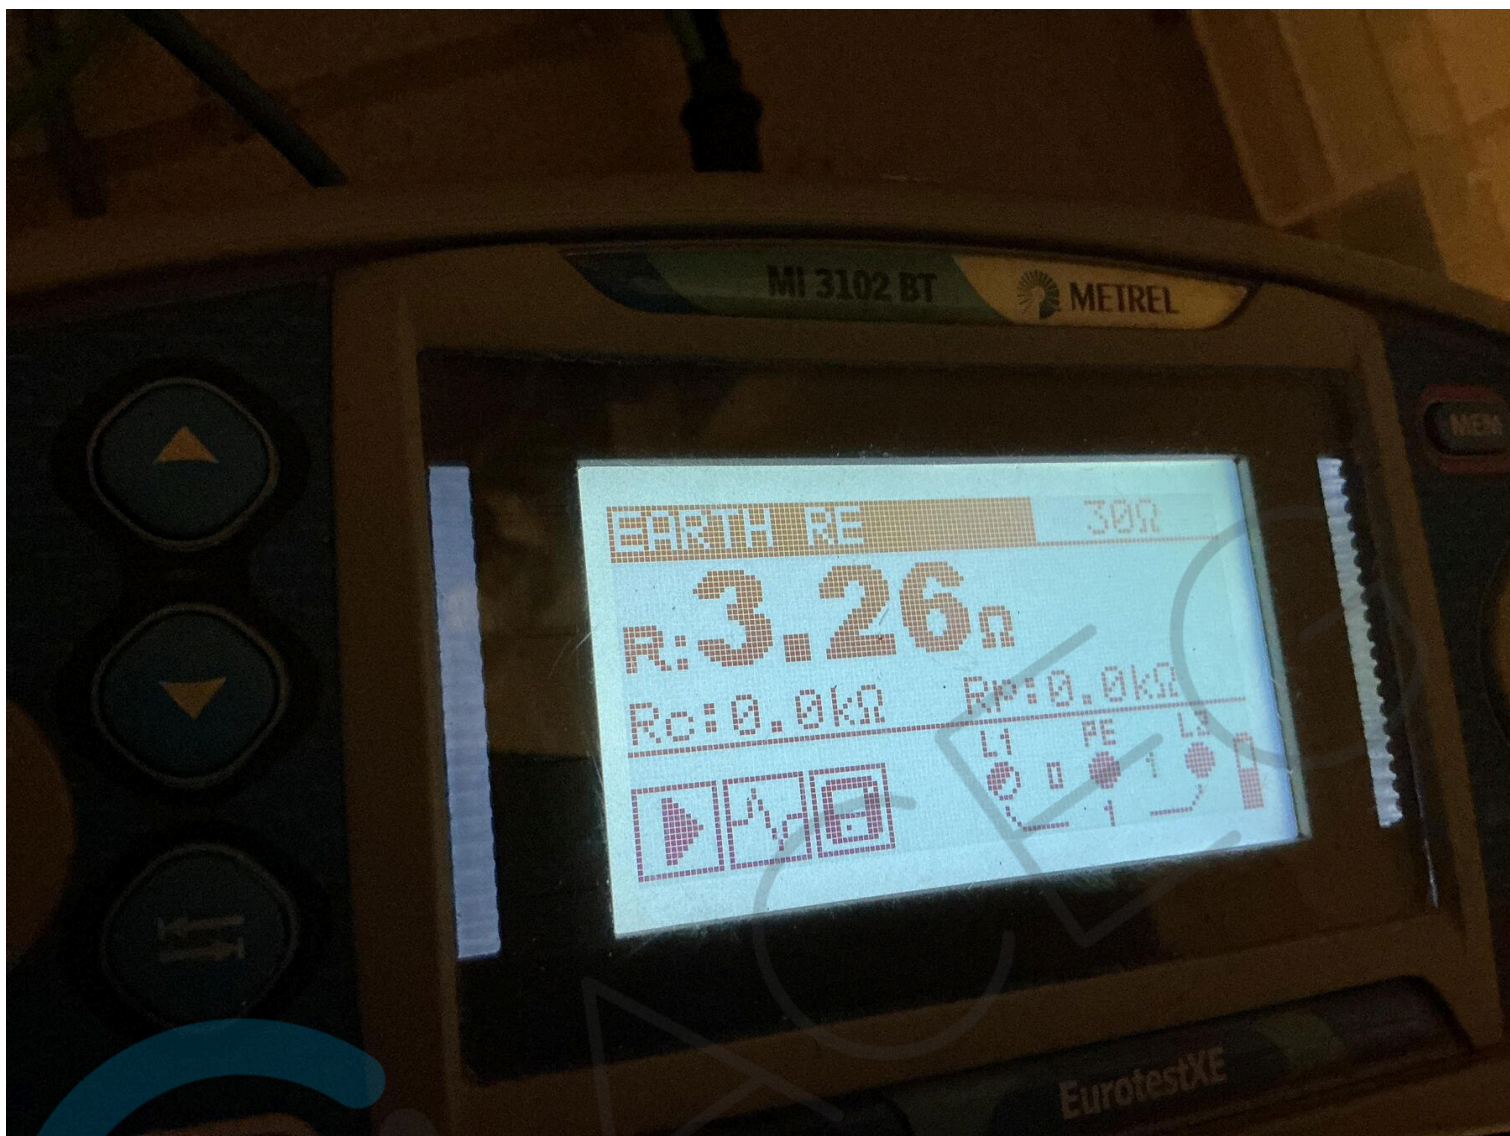 MI 3102 BT METREL
MEM
EARTH RE 30Ω
R:3.26Ω
Rc:0.0kΩ Rp:0.0kΩ
L1 PE L3
0 1
1
EurotestXE